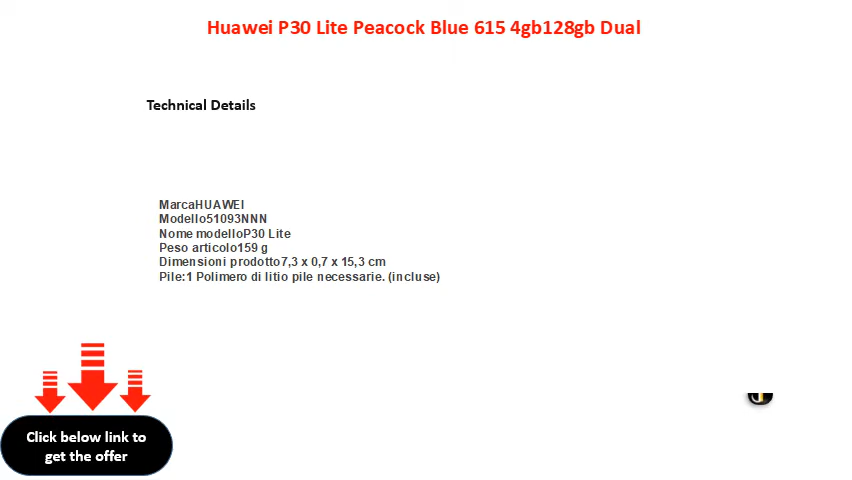 Huawei P30 Lite Peacock Blue 615 4gb128gb Dual
Technical Details
MarcaHUAWEI
Modello51093NNN
Nome modelloP30 Lite
Peso articolo159 g
Dimensioni prodotto7,3 x 0,7 x 15,3 cm
Pile:1 Polimero di litio pile necessarie. (incluse)
Click below link to
get the offer